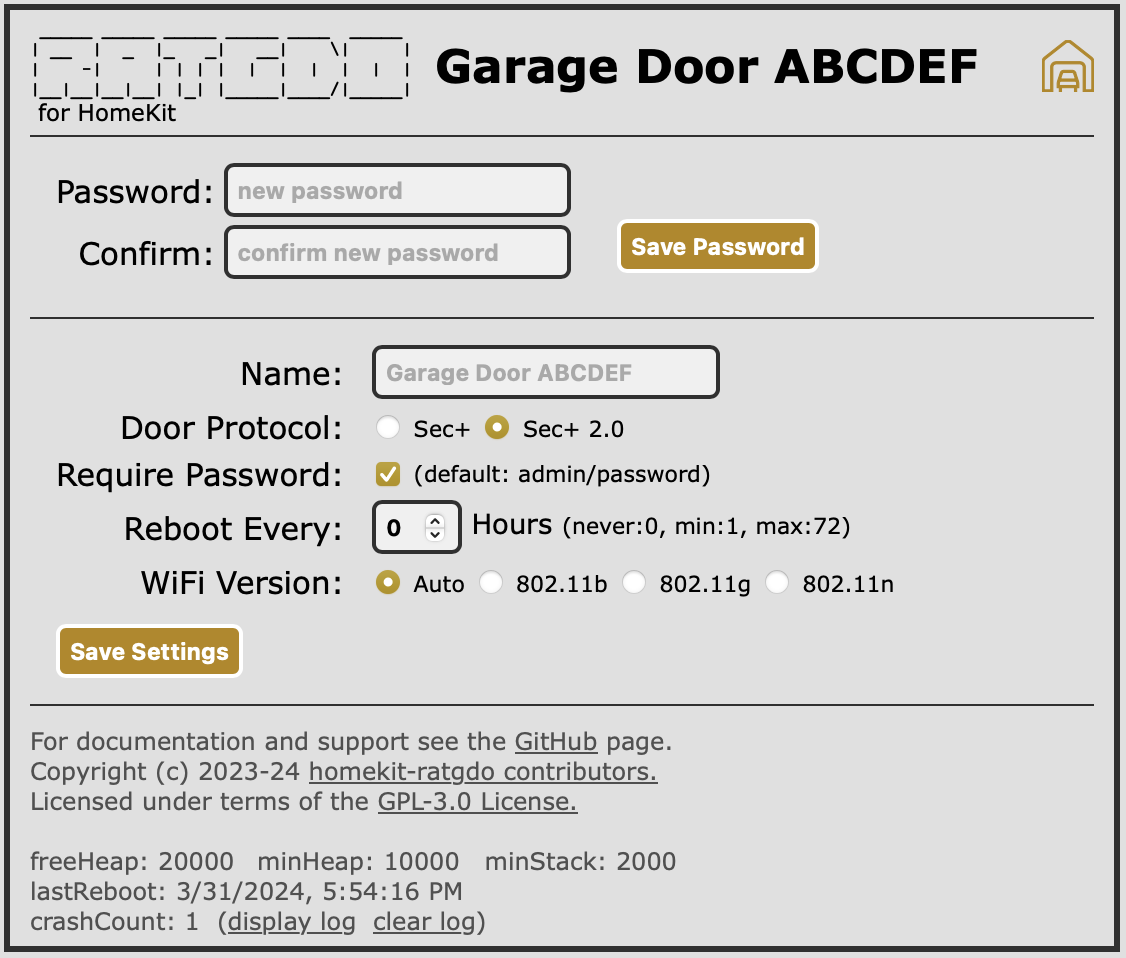 RATGDO
Garage Door ABCDEF
for HomeKit
Password: new password
Confirm: confirm new password
Save Password
Name: Garage Door ABCDEF
Door Protocol: Sec+ Sec+ 2.0
Require Password: (default: admin/password)
Reboot Every: 0 Hours (never:0, min:1, max:72)
WiFi Version: Auto 802.11b 802.11g 802.11n
Save Settings
For documentation and support see the GitHub page.
Copyright (c) 2023-24 homekit-ratgdo contributors.
Licensed under terms of the GPL-3.0 License.
freeHeap: 20000 minHeap: 10000 minStack: 2000
lastReboot: 3/31/2024, 5:54:16 PM
crashCount: 1 (display log clear log)